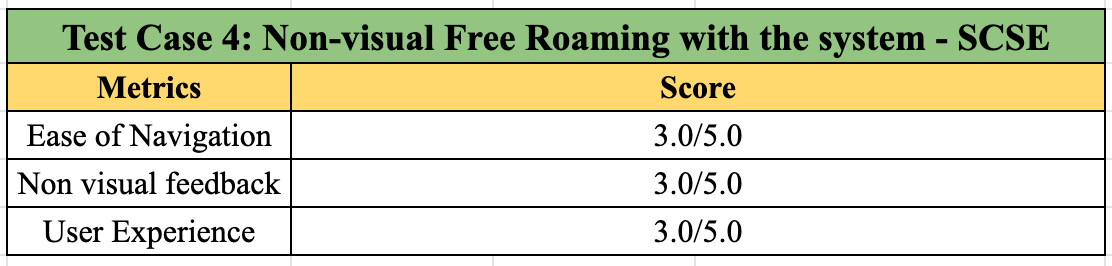 Test Case 4: Non-visual Free Roaming with the system - SCSE
Metrics Score
Ease of Navigation 3.0/5.0
Non visual feedback 3.0/5.0
User Experience 3.0/5.0